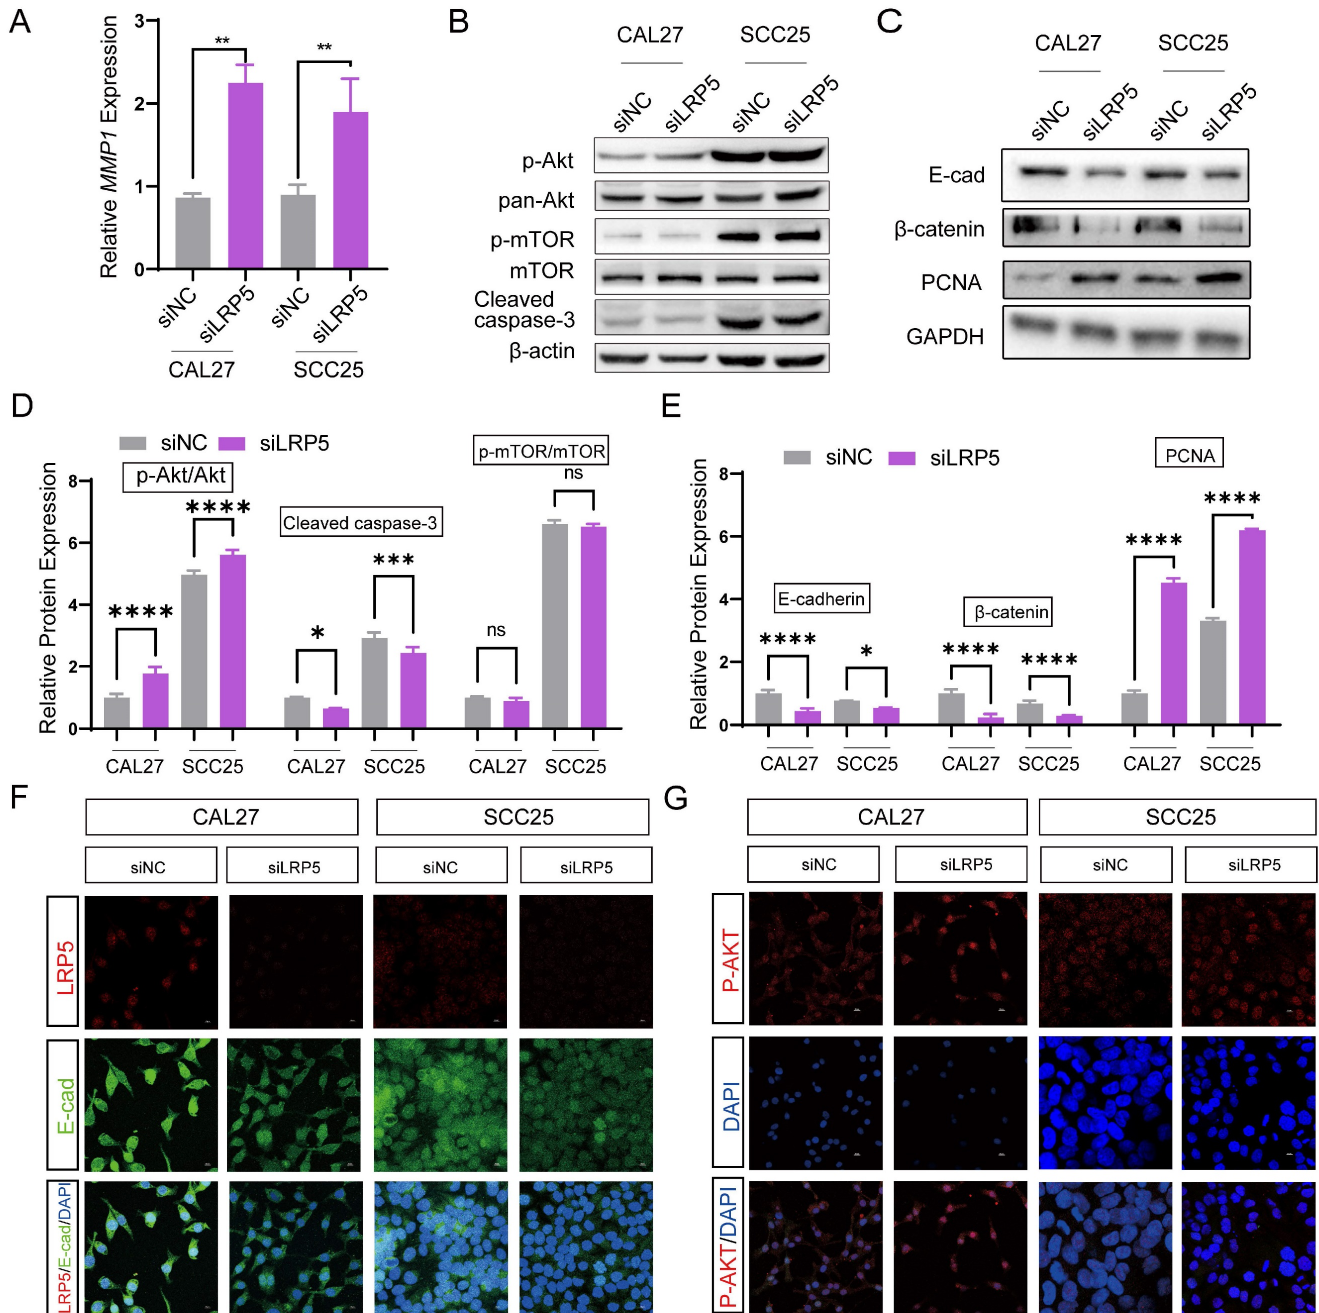 A
Relative MMP1 Expression
3
2
1
0
**
**
siNC
siLRP5
siNC
siLRP5
CAL27
SCC25
B
CAL27
SCC25
siNC
siLRP5
siNC
siLRP5
p-Akt
pan-Akt
p-mTOR
mTOR
Cleaved
caspase-3
β-actin
C
CAL27
SCC25
siNC
siLRP5
siNC
siLRP5
E-cad
β-catenin
PCNA
GAPDH
D
siNC
siLRP5
Relative Protein Expression
8
6
4
2
0
p-Akt/Akt
Cleaved caspase-3
p-mTOR/mTOR
****
****
*
***
ns
ns
CAL27
SCC25
CAL27
SCC25
CAL27
SCC25
E
siNC
siLRP5
Relative Protein Expression
8
6
4
2
0
E-cadherin
β-catenin
PCNA
****
*
****
****
****
****
CAL27
SCC25
CAL27
SCC25
CAL27
SCC25
F
CAL27
SCC25
siNC
siLRP5
siNC
siLRP5
LRP5
E-cad
LRP5/E-cad/DAPI
G
CAL27
SCC25
siNC
siLRP5
siNC
siLRP5
P-AKT
DAPI
P-AKT/DAPI